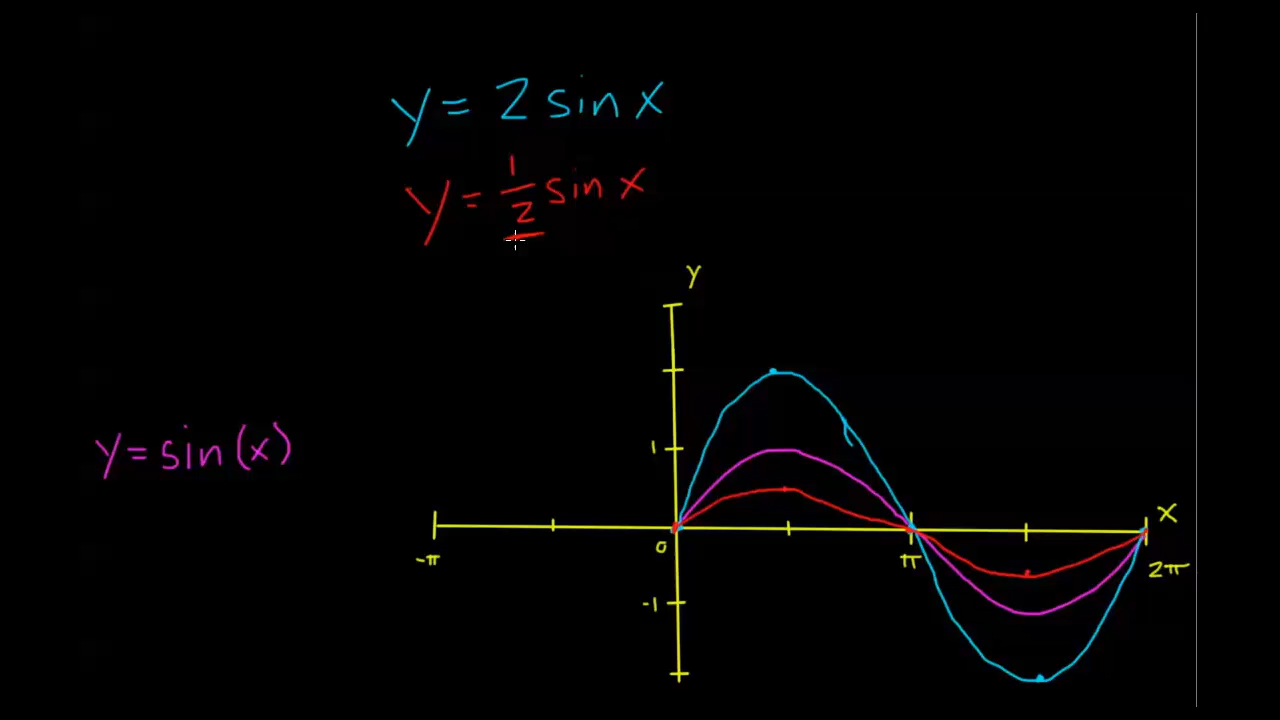 y = 2 sin x
y = 1/2 sin x
y
1
y = sin(x)
x
0
-π
π
2π
-1